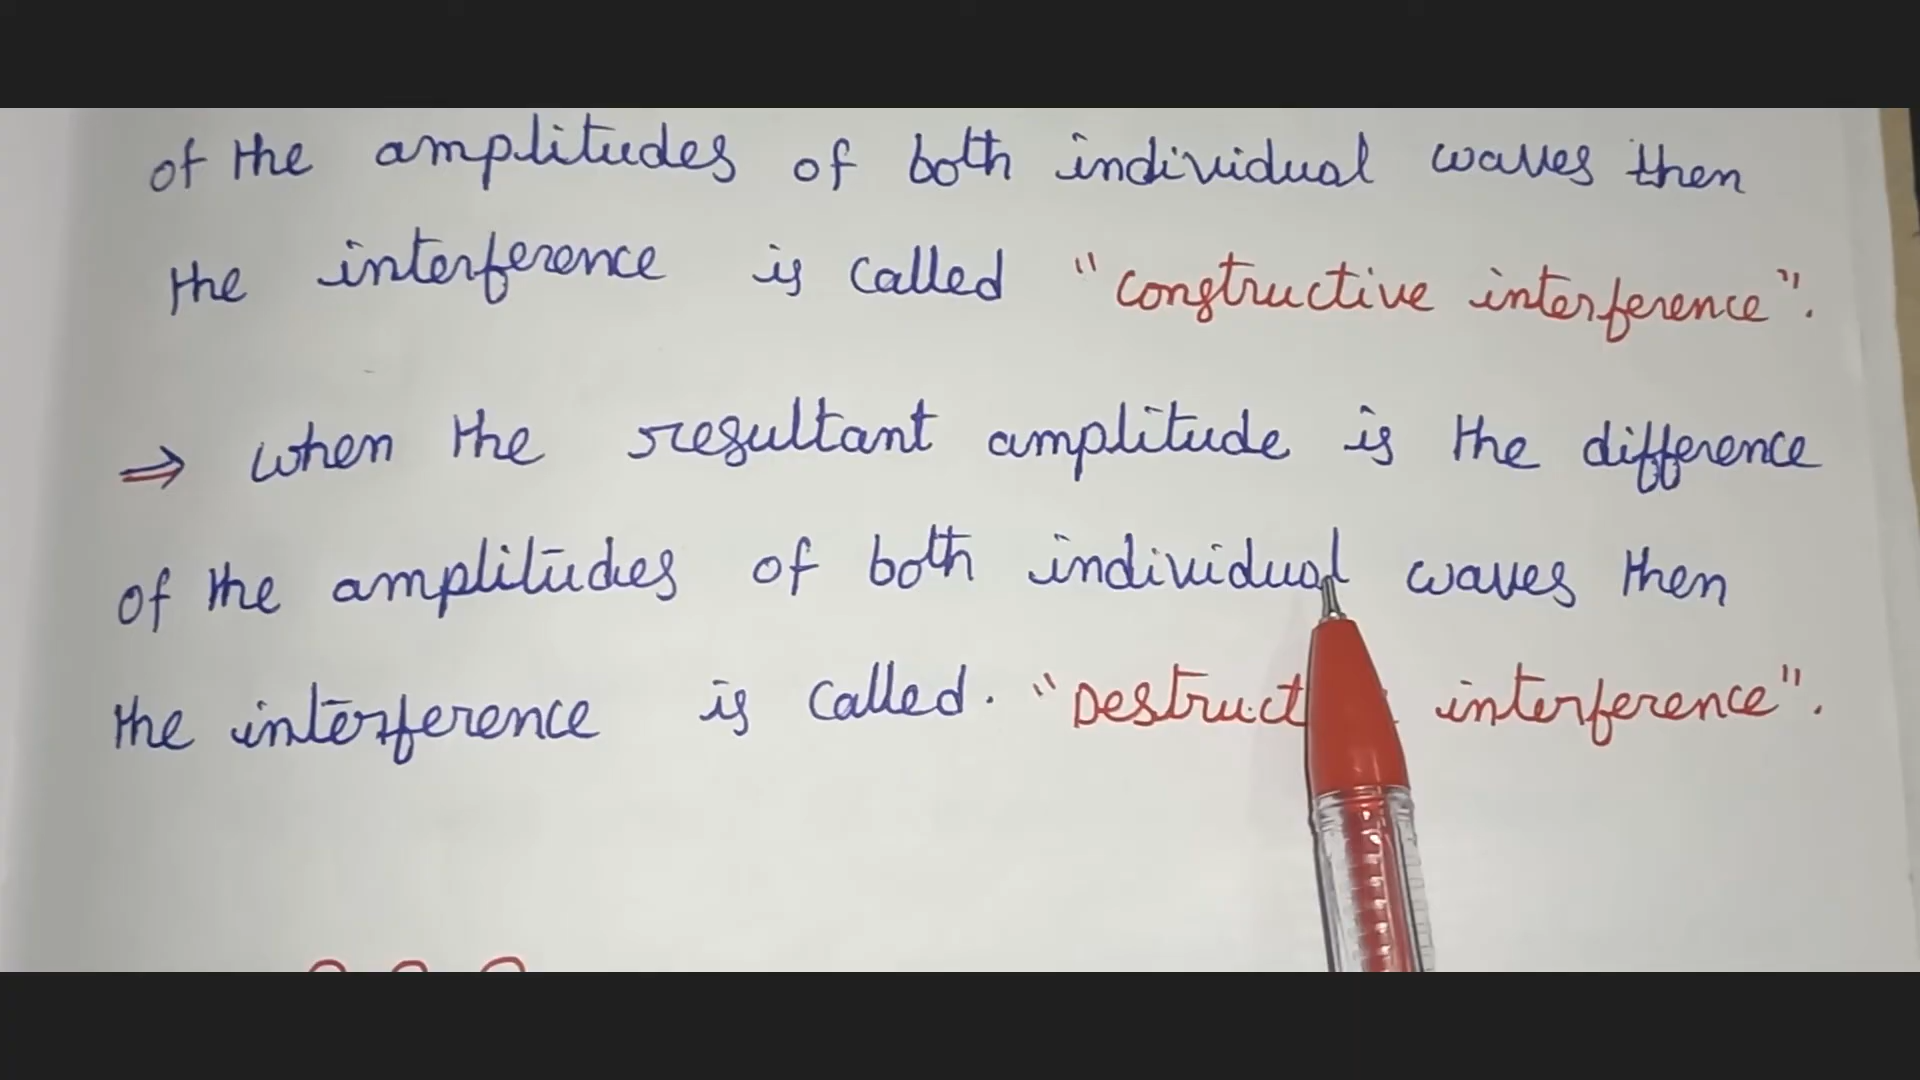 of the amplitudes of both individual waves then
the interference is called "constructive interference".
⇒ when the resultant amplitude is the difference
of the amplitudes of both individual waves then
the interference is called. "Destruct interference".